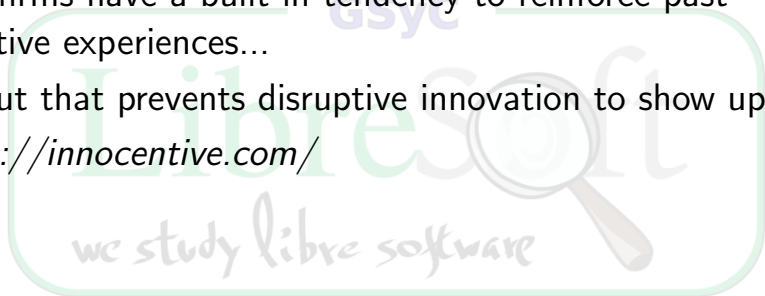 firms have a built in tendency to reinforce past
GSyC
tive experiences...
ut that prevents disruptive innovation to show up
LibreSoft
://innocentive.com/
we study libre software